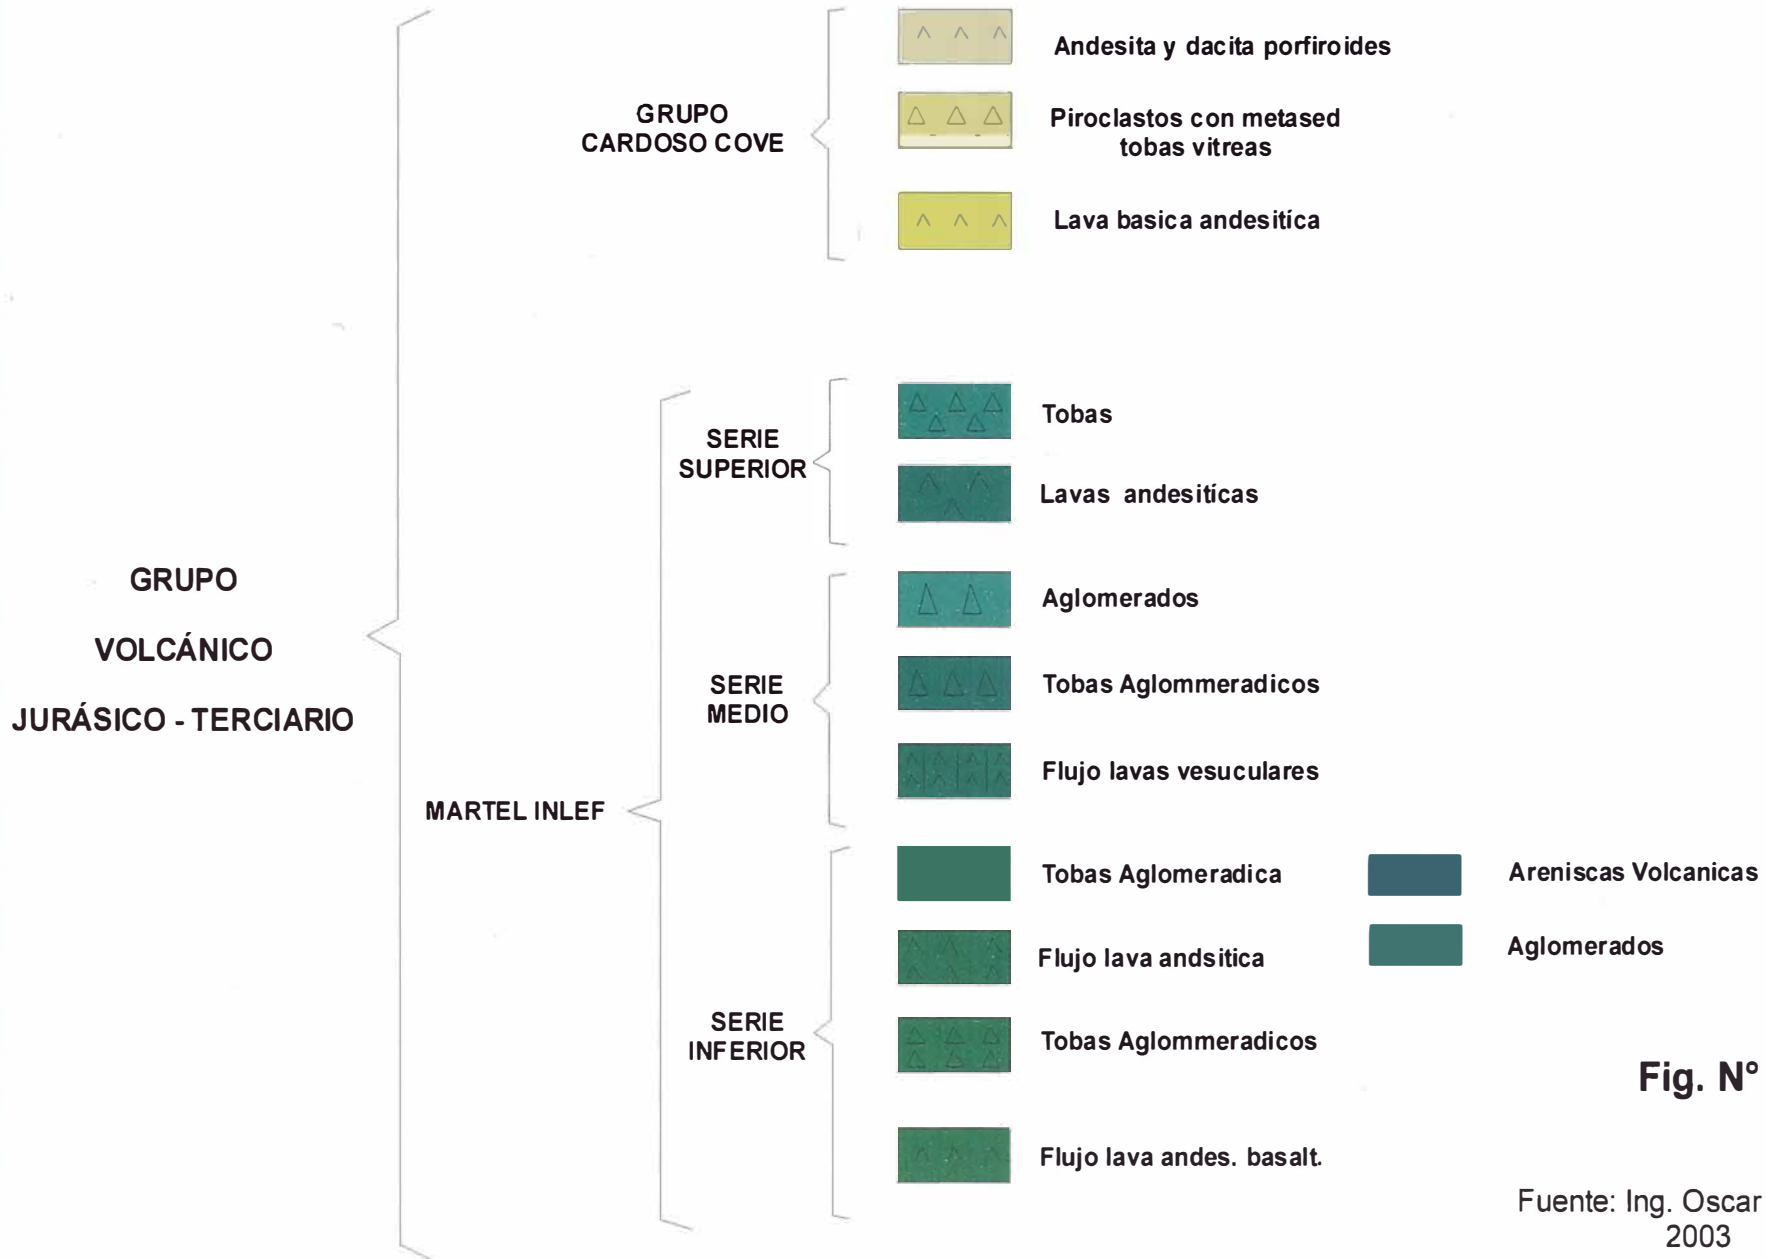 GRUPO
VOLCÁNICO
JURÁSICO - TERCIARIO
GRUPO
CARDOSO COVE
Andesita y dacita porfiroides
Piroclastos con metased
tobas vitreas
Lava basica andesitíca
MARTEL INLEF
SERIE
SUPERIOR
Tobas
Lavas andesitícas
SERIE
MEDIO
Aglomerados
Tobas Aglommeradicos
Flujo lavas vesuculares
SERIE
INFERIOR
Tobas Aglomeradica
Flujo lava andsitica
Tobas Aglommeradicos
Flujo lava andes. basalt.
Areniscas Volcanicas
Aglomerados
Fig. Nº
Fuente: Ing. Oscar
2003